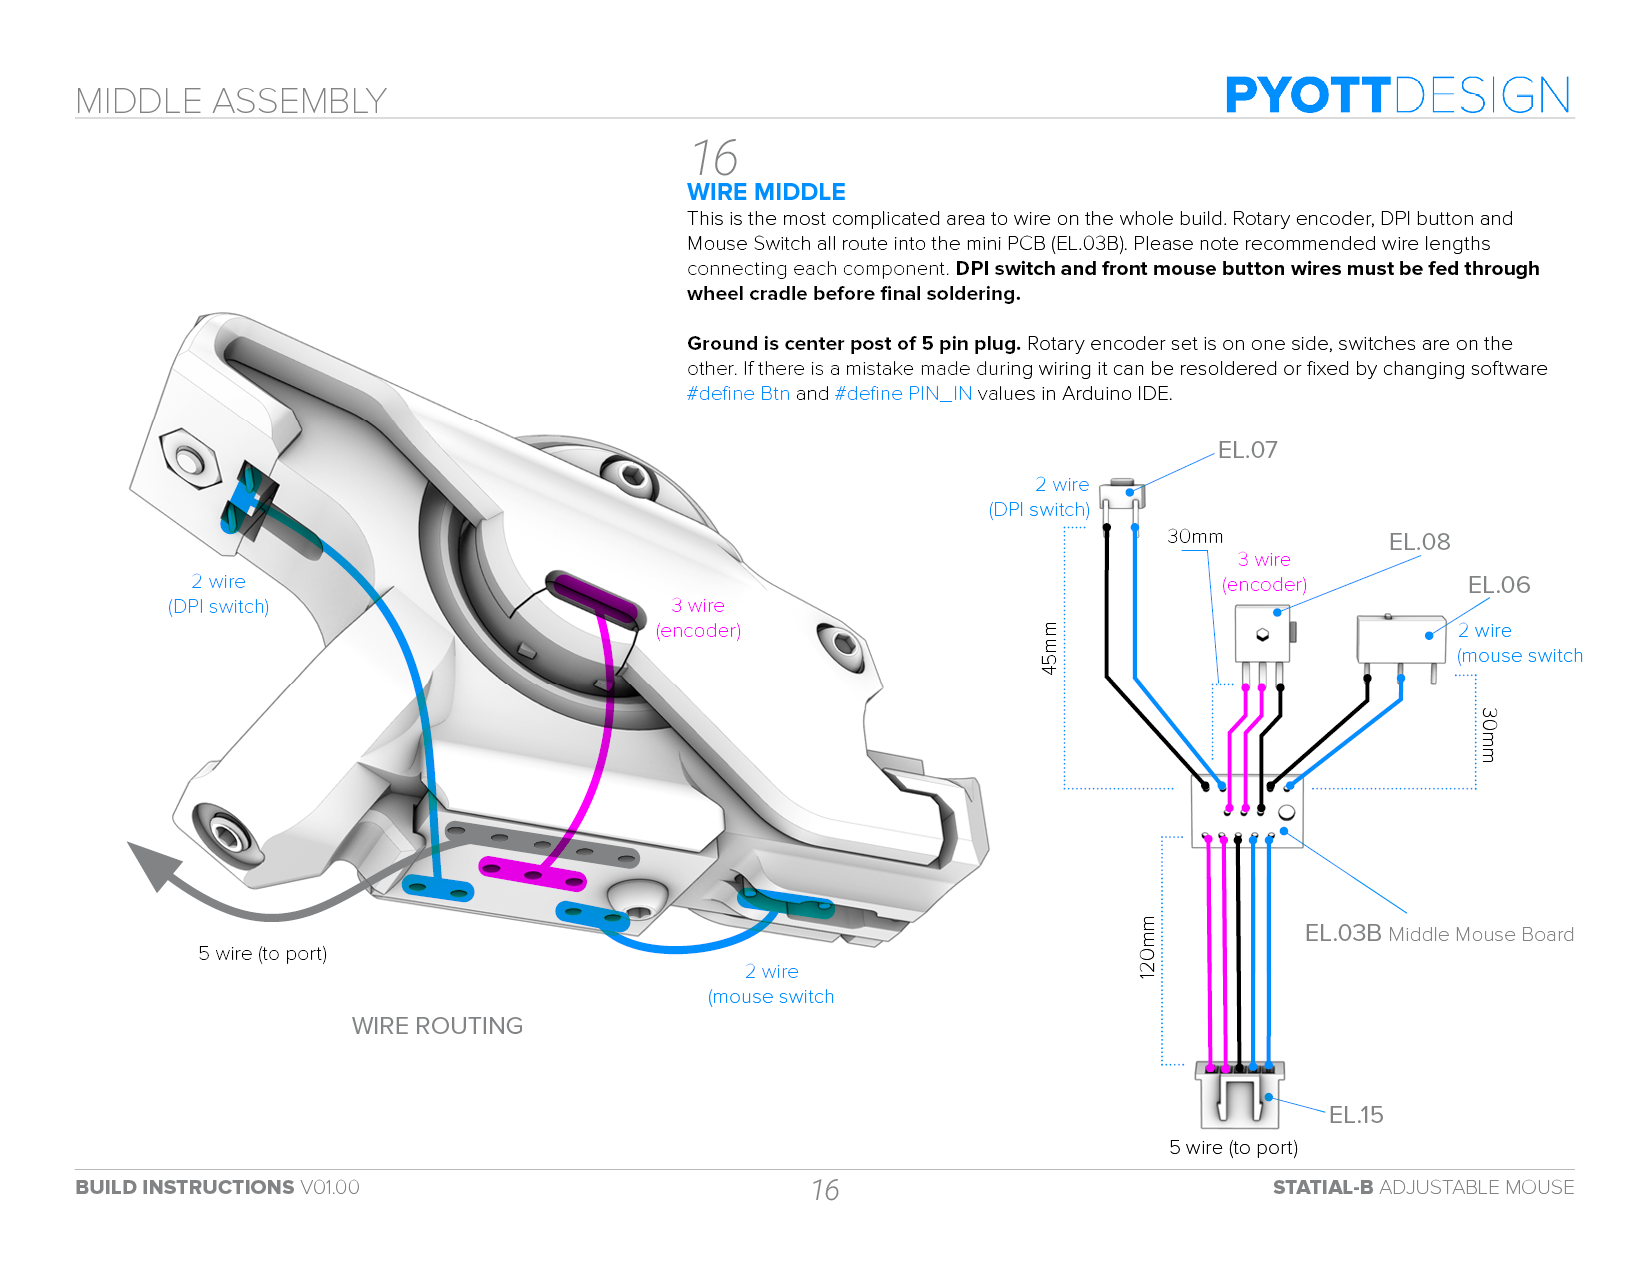 MIDDLE ASSEMBLY
PYOTTDESIGN
16
WIRE MIDDLE
This is the most complicated area to wire on the whole build. Rotary encoder, DPI button and
Mouse Switch all route into the mini PCB (EL.03B). Please note recommended wire lengths
connecting each component. DPI switch and front mouse button wires must be fed through
wheel cradle before final soldering.
Ground is center post of 5 pin plug. Rotary encoder set is on one side, switches are on the
other. If there is a mistake made during wiring it can be resoldered or fixed by changing software
#define Btn and #define PIN_IN values in Arduino IDE.
2 wire
(DPI switch)
3 wire
(encoder)
5 wire (to port)
2 wire
(mouse switch
WIRE ROUTING
EL.07
2 wire
(DPI switch)
30mm
3 wire
(encoder)
EL.08
EL.06
2 wire
(mouse switch
45mm
30mm
120mm
EL.03B Middle Mouse Board
EL.15
5 wire (to port)
BUILD INSTRUCTIONS V01.00
16
STATIAL-B ADJUSTABLE MOUSE